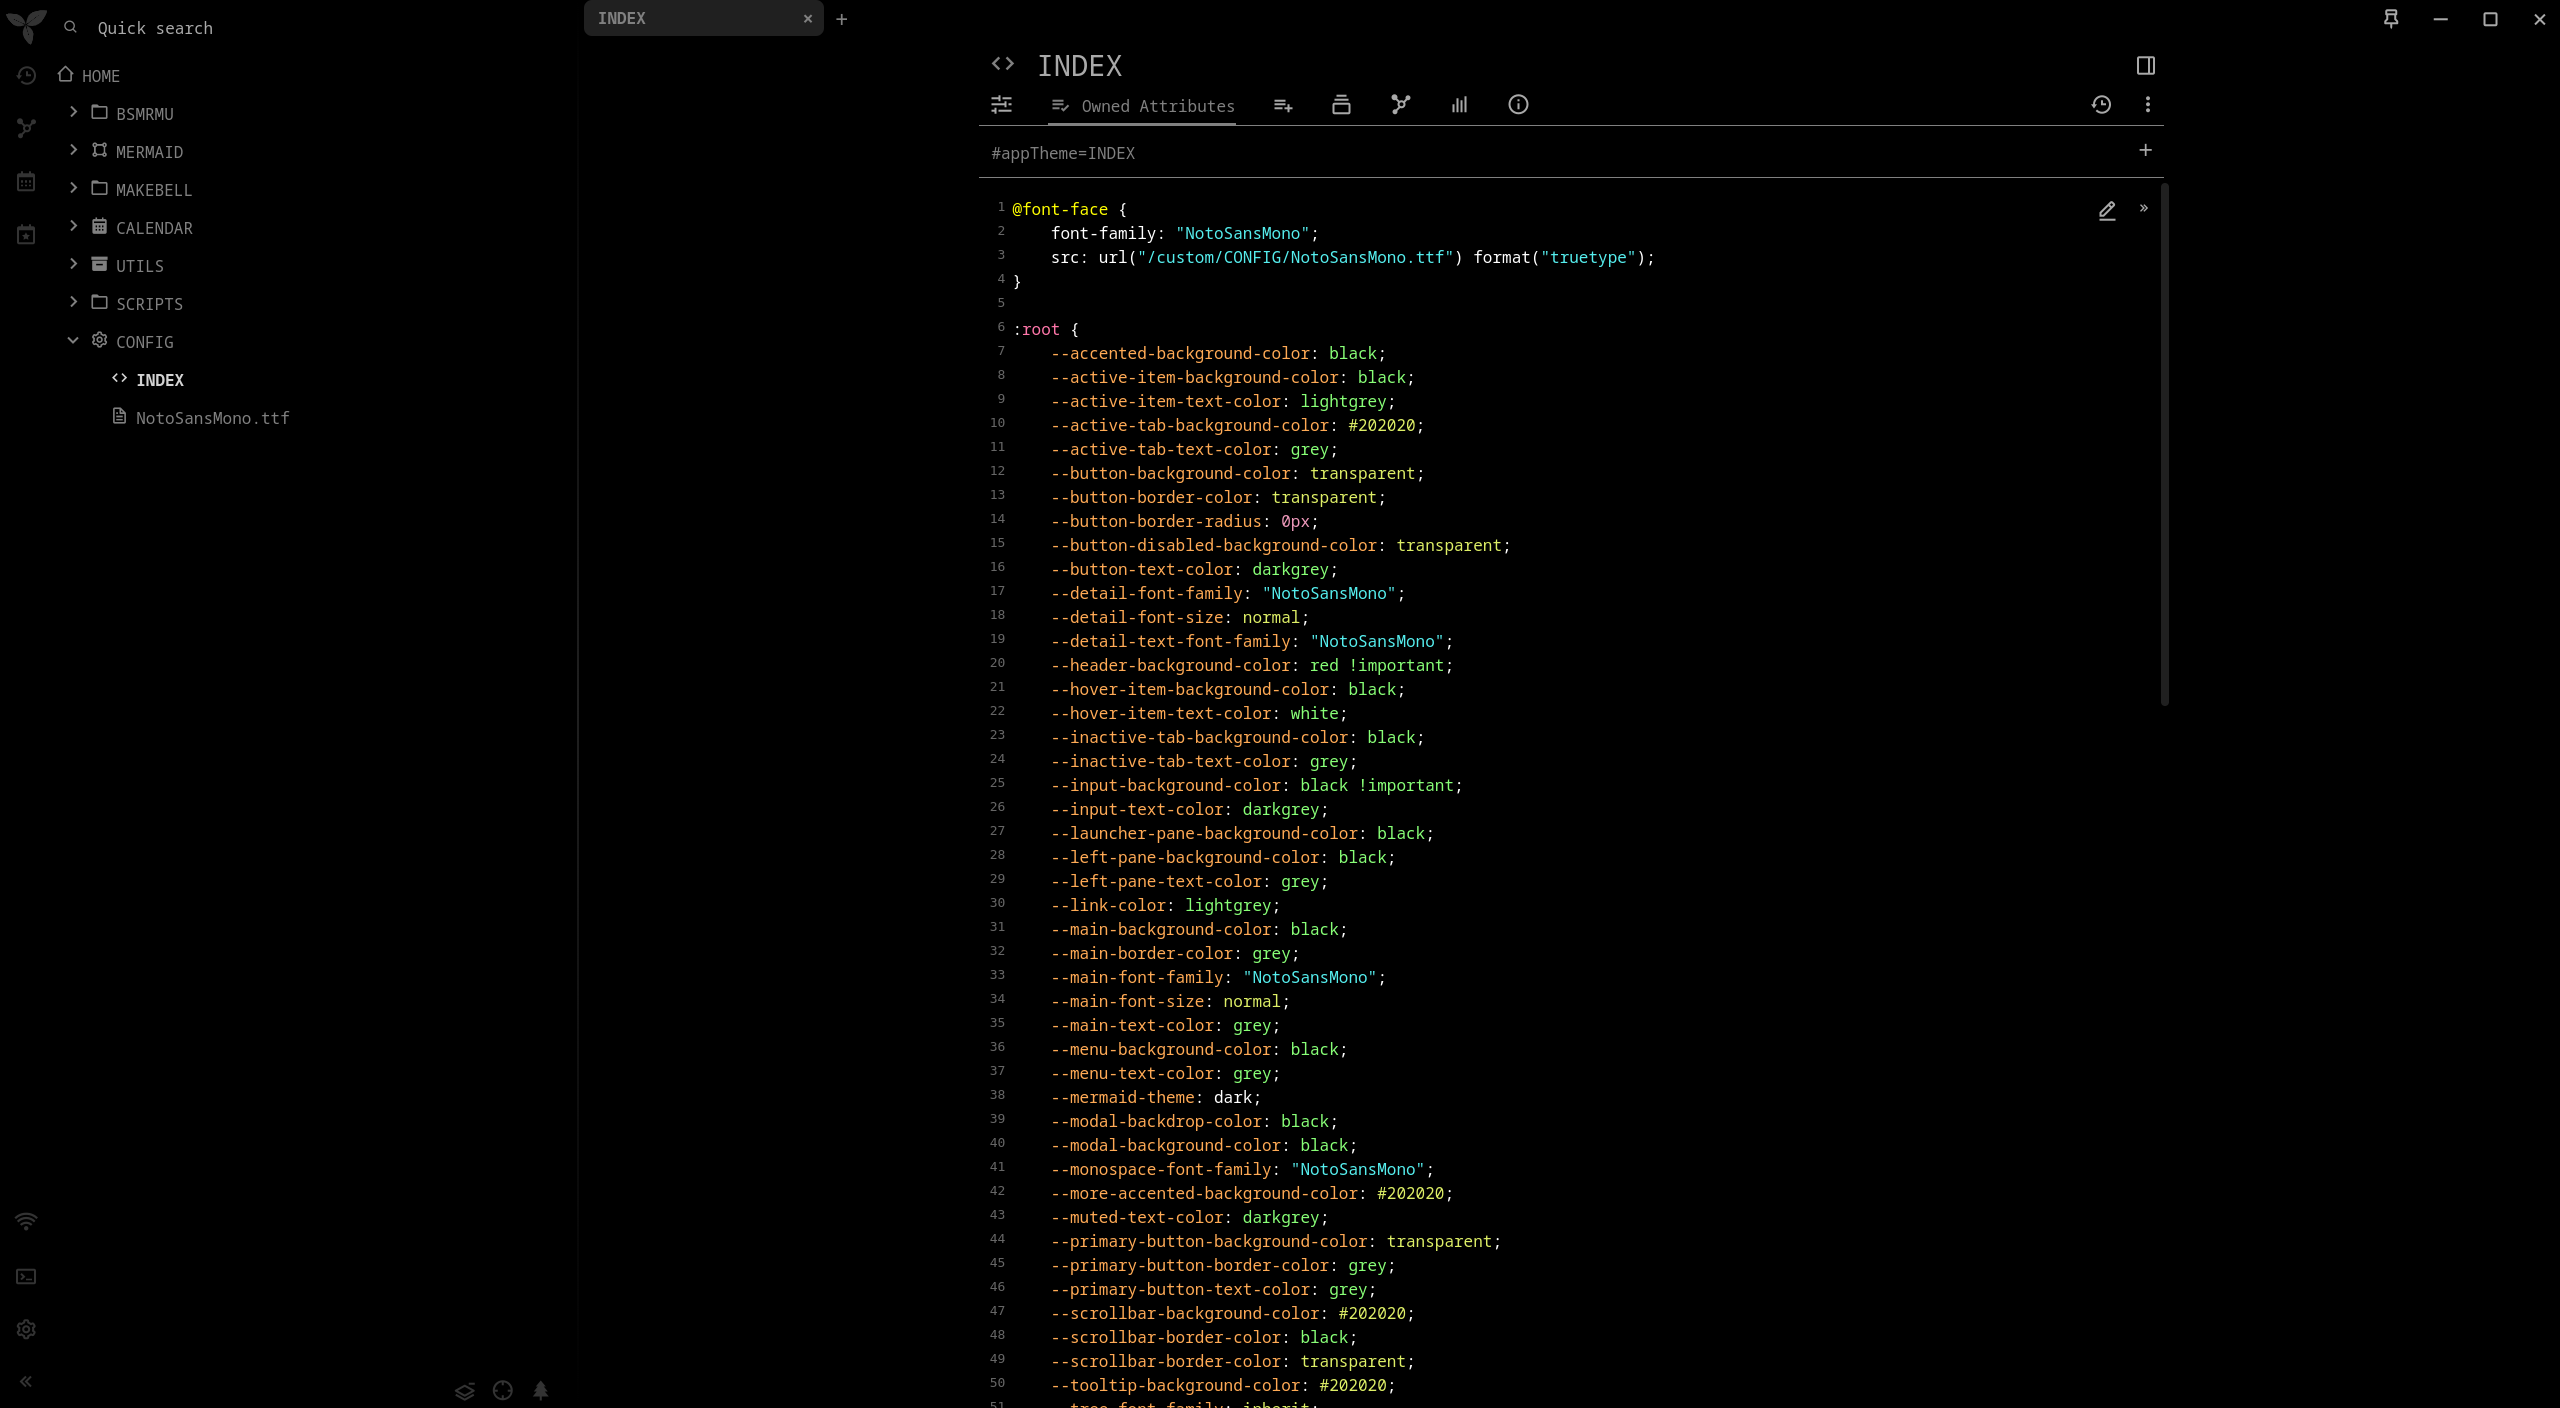 Quick search
HOME
BSMRMU
MERMAID
MAKEBELL
CALENDAR
UTILS
SCRIPTS
CONFIG
INDEX
NotoSansMono.ttf
INDEX
INDEX
Owned Attributes
#appTheme=INDEX
1 @font-face {
2     font-family: "NotoSansMono";
3     src: url("/custom/CONFIG/NotoSansMono.ttf") format("truetype");
4 }
5
6 :root {
7     --accented-background-color: black;
8     --active-item-background-color: black;
9     --active-item-text-color: lightgrey;
10     --active-tab-background-color: #202020;
11     --active-tab-text-color: grey;
12     --button-background-color: transparent;
13     --button-border-color: transparent;
14     --button-border-radius: 0px;
15     --button-disabled-background-color: transparent;
16     --button-text-color: darkgrey;
17     --detail-font-family: "NotoSansMono";
18     --detail-font-size: normal;
19     --detail-text-font-family: "NotoSansMono";
20     --header-background-color: red !important;
21     --hover-item-background-color: black;
22     --hover-item-text-color: white;
23     --inactive-tab-background-color: black;
24     --inactive-tab-text-color: grey;
25     --input-background-color: black !important;
26     --input-text-color: darkgrey;
27     --launcher-pane-background-color: black;
28     --left-pane-background-color: black;
29     --left-pane-text-color: grey;
30     --link-color: lightgrey;
31     --main-background-color: black;
32     --main-border-color: grey;
33     --main-font-family: "NotoSansMono";
34     --main-font-size: normal;
35     --main-text-color: grey;
36     --menu-background-color: black;
37     --menu-text-color: grey;
38     --mermaid-theme: dark;
39     --modal-backdrop-color: black;
40     --modal-background-color: black;
41     --monospace-font-family: "NotoSansMono";
42     --more-accented-background-color: #202020;
43     --muted-text-color: darkgrey;
44     --primary-button-background-color: transparent;
45     --primary-button-border-color: grey;
46     --primary-button-text-color: grey;
47     --scrollbar-background-color: #202020;
48     --scrollbar-border-color: black;
49     --scrollbar-border-color: transparent;
50     --tooltip-background-color: #202020;
51     --tree-font-family: inherit;